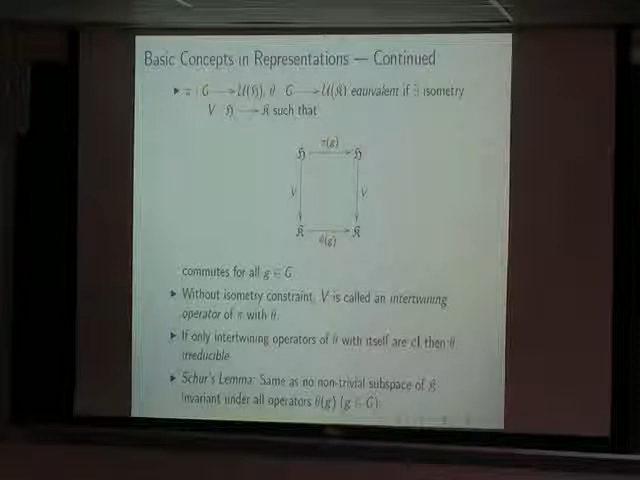 Basic Concepts in Representations — Continued
▸ π : G ⟶ 𝒰(ℌ), θ : G ⟶ 𝒰(𝔎) equivalent if ∃ isometry
V : ℌ ⟶ 𝔎 such that
π(g)
ℌ ⟶ ℌ
V V
𝔎 ⟶ 𝔎
θ(g)
commutes for all g ∈ G
▸ Without isometry constraint, V is called an intertwining
operator of π with θ.
▸ If only intertwining operators of θ with itself are cI then θ
irreducible
▸ Schur's Lemma: Same as no non-trivial subspace of 𝔎
invariant under all operators θ(g) (g ∈ G).